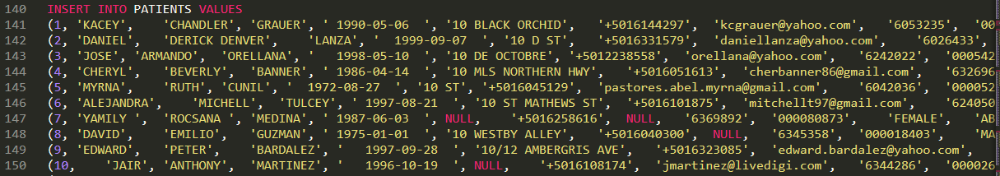 140 INSERT INTO PATIENTS VALUES
141 (1, 'KACEY', 'CHANDLER', 'GRAUER', ' 1990-05-06 ', '10 BLACK ORCHID', '+5016144297', 'kcgrauer@yahoo.com', '6053235', '00
142 (2, 'DANIEL', 'DERICK DENVER', 'LANZA', ' 1999-09-07 ', '10 D ST', '+5016331579', 'daniellanza@yahoo.com', '6026433',
143 (3, 'JOSE', 'ARMANDO', 'ORELLANA', ' 1998-05-10 ', '10 DE OCTOBRE', '+5012238558', 'orellana@yahoo.com', '6242022', '000542
144 (4, 'CHERYL', 'BEVERLY', 'BANNER', ' 1986-04-14 ', '10 MLS NORTHERN HWY', '+5016051613', 'cherbanner86@gmail.com', '632696
145 (5, 'MYRNA', 'RUTH', 'CUNIL', ' 1972-08-27 ', '10 ST', '+5016045129', 'pastores.abel.myrna@gmail.com', '6042036', '000052
146 (6, 'ALEJANDRA', 'MICHELL', 'TULCEY', ' 1997-08-21 ', '10 ST MATHEWS ST', '+5016101875', 'mitchellt97@gmail.com', '624050
147 (7, 'YAMILY ', 'ROCSANA ', 'MEDINA', ' 1987-06-03 ', NULL, '+5016258616', NULL, '6369892', '000080873', 'FEMALE', 'AB
148 (8, 'DAVID', 'EMILIO', 'GUZMAN', ' 1975-01-01 ', '10 WESTBY ALLEY', '+5016040300', NULL, '6345358', '000018403', 'MA
149 (9, 'EDWARD', 'PETER', 'BARDALEZ', ' 1997-09-28 ', '10/12 AMBERGRIS AVE', '+5016323085', 'edward.bardalez@yahoo.com',
150 (10, 'JAIR', 'ANTHONY', 'MARTINEZ', ' 1996-10-19 ', NULL, '+5016108174', 'jmartinez@livedigi.com', '6344286', '000026